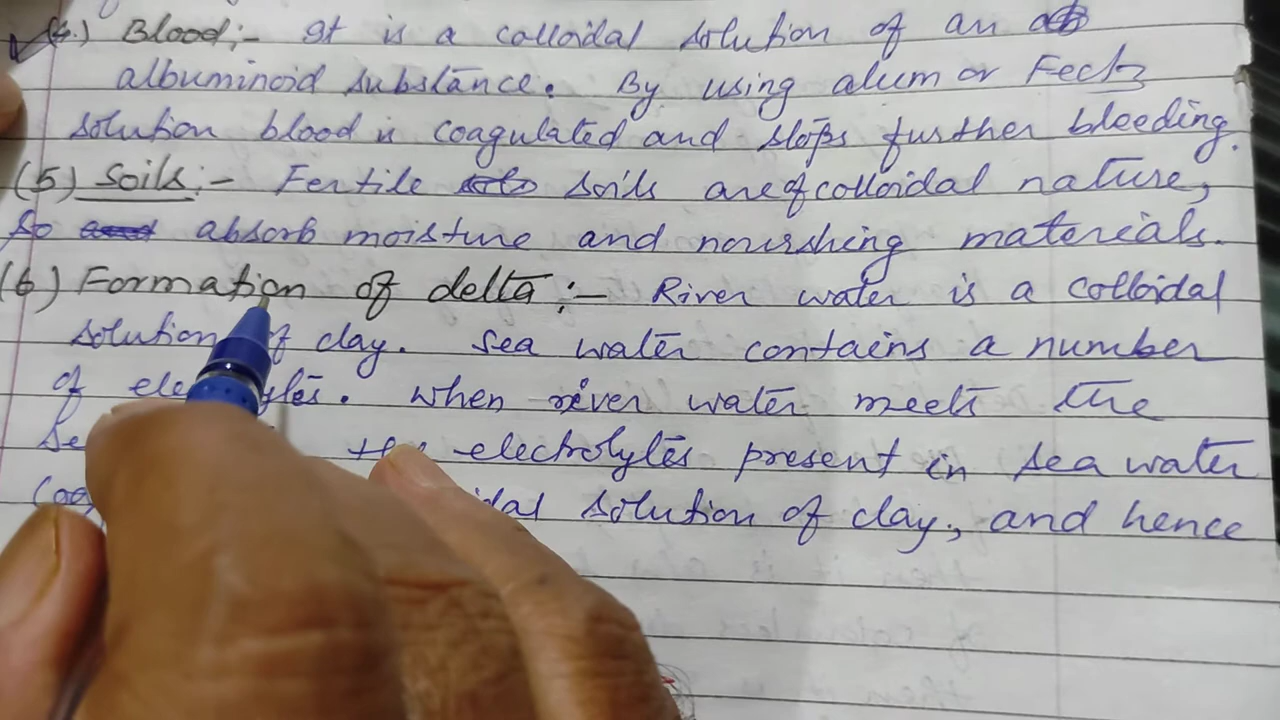 (4.) Blood:- It is a colloidal solution of an
albuminoid substance. By using alum or FeCl3
solution blood is coagulated and stops further bleeding.
(5) Soils:- Fertile soils are of colloidal nature,
so absorb moisture and nourshing materials.
(6) Formation of delta:- River water is a colloidal
solution of clay. Sea water contains a number
of When river water meets the
the electrolytes present in sea water
solution of clay, and hence